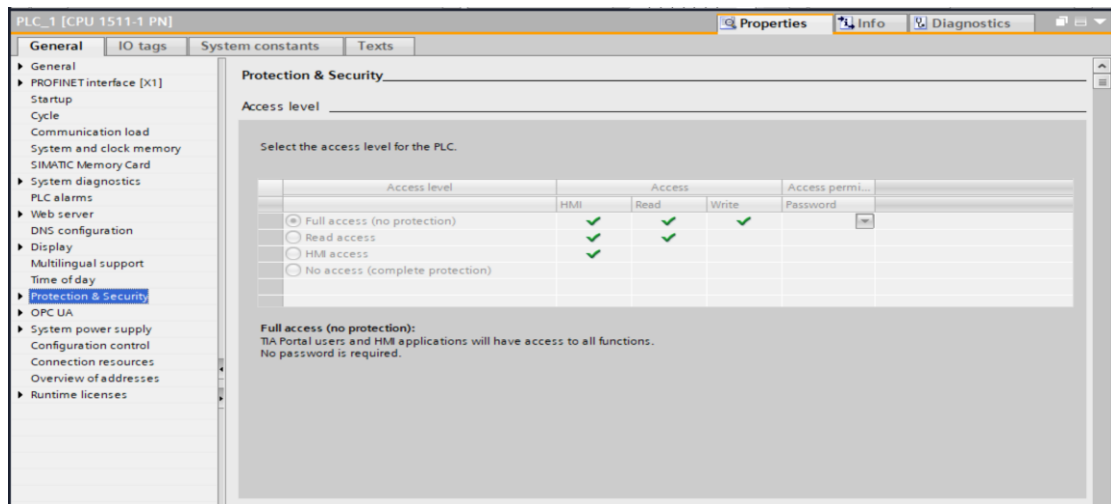 PLC_1 [CPU 1511-1 PN]
Properties Info Diagnostics
General IO tags System constants Texts
General
PROFINET interface [X1]
Startup
Cycle
Communication load
System and clock memory
SIMATIC Memory Card
System diagnostics
PLC alarms
Web server
DNS configuration
Display
Multilingual support
Time of day
Protection & Security
OPC UA
System power supply
Configuration control
Connection resources
Overview of addresses
Runtime licenses
Protection & Security
Access level
Select the access level for the PLC.
Access level Access Access permi...
HMI Read Write Password
Full access (no protection)
Read access
HMI access
No access (complete protection)
Full access (no protection):
TIA Portal users and HMI applications will have access to all functions.
No password is required.